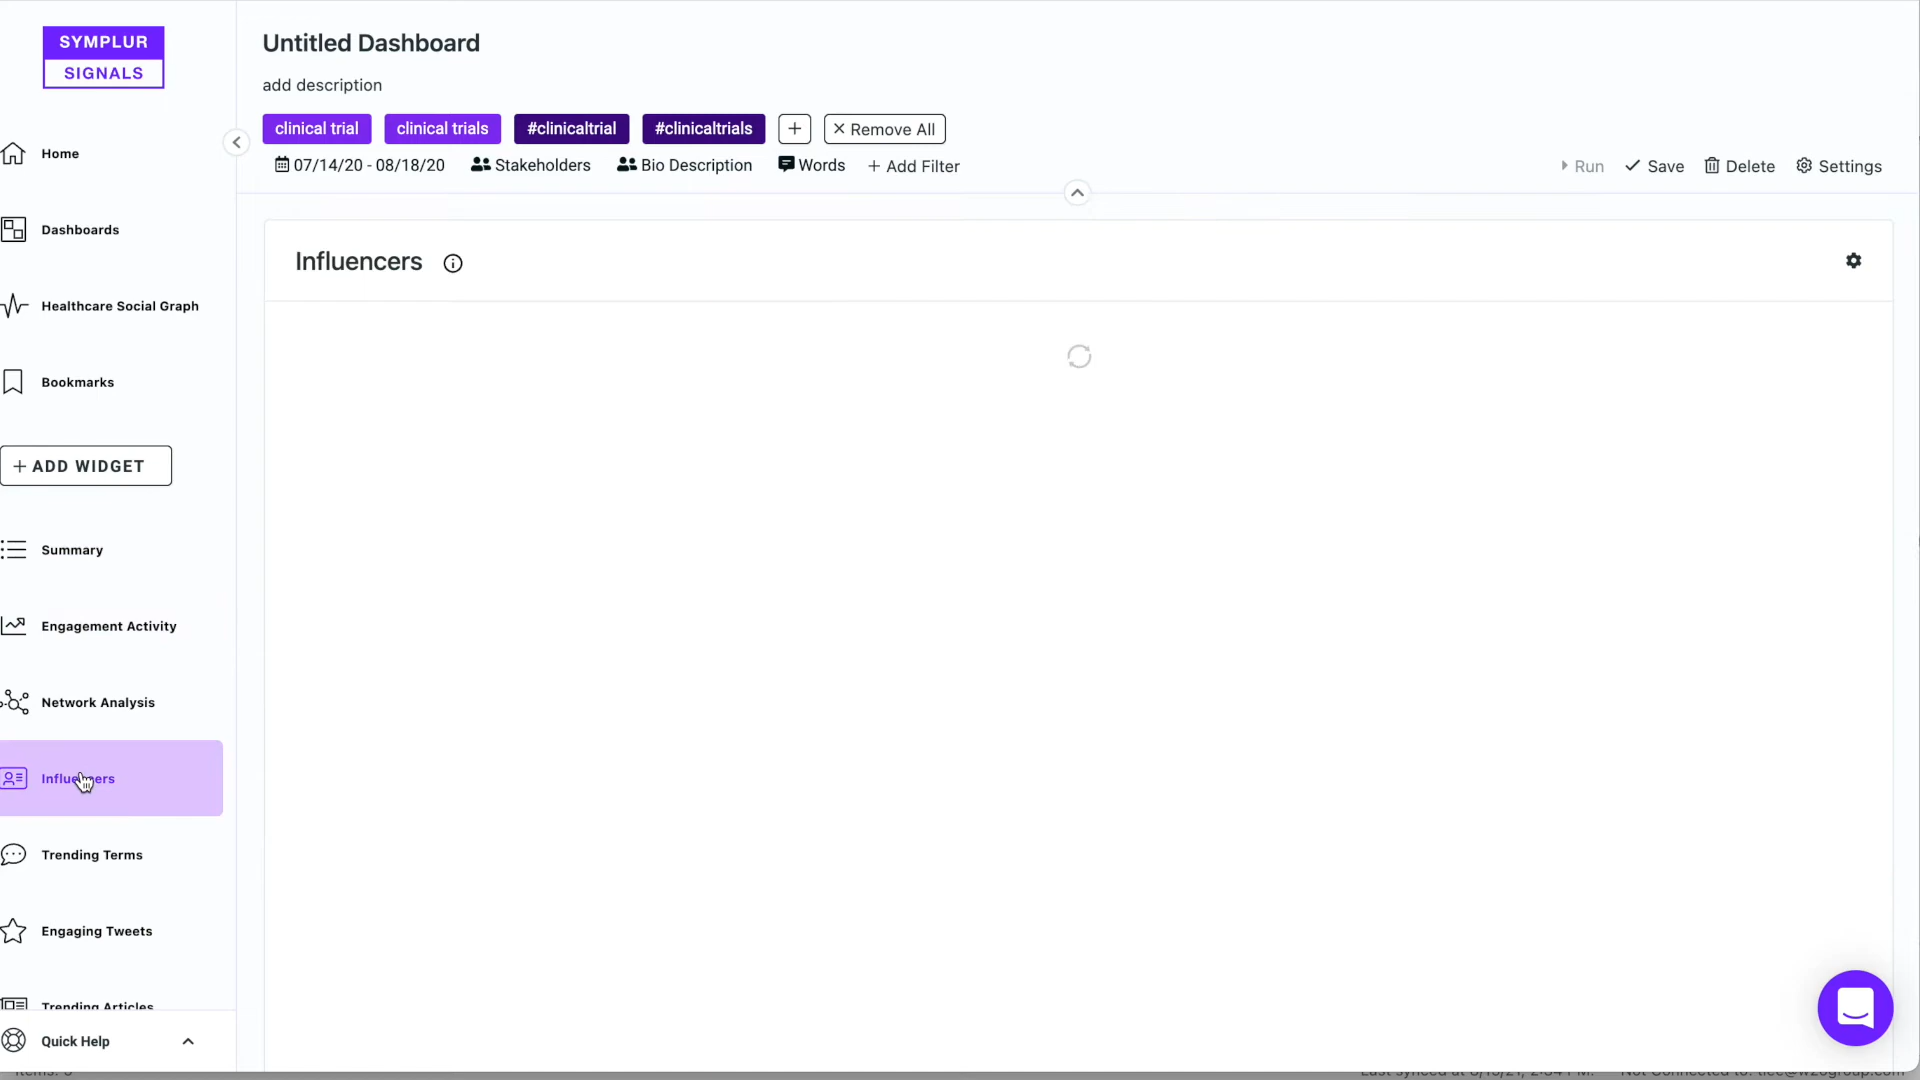 SYMPLUR
SIGNALS
Untitled Dashboard
add description
clinical trial clinical trials #clinicaltrial #clinicaltrials + × Remove All
07/14/20 - 08/18/20 Stakeholders Bio Description Words + Add Filter Run Save Delete Settings
Home
Dashboards
Healthcare Social Graph
Bookmarks
+ ADD WIDGET
Summary
Engagement Activity
Network Analysis
Influencers
Trending Terms
Engaging Tweets
Trending Articles
Quick Help
Influencers